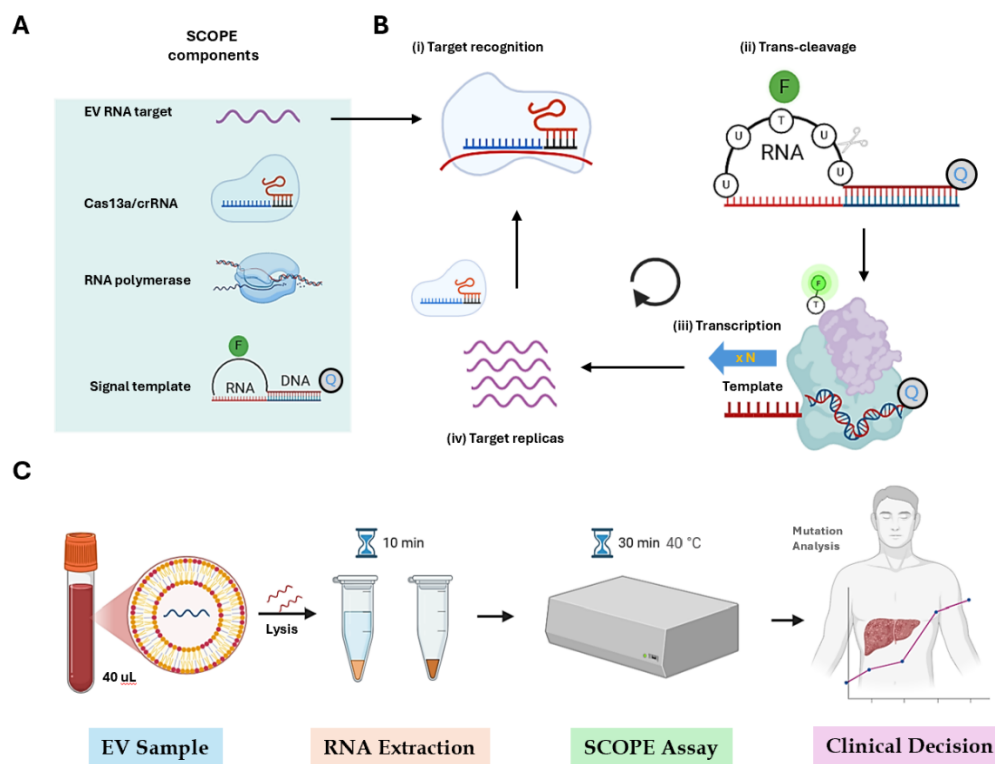 A
SCOPE
components
EV RNA target
Cas13a/crRNA
RNA polymerase
Signal template
F
RNA
DNA
Q
B
(i) Target recognition
(ii) Trans-cleavage
F
U
U
T
U
U
RNA
Q
F
T
(iii) Transcription
x N
Template
Q
(iv) Target replicas
C
40 uL
Lysis
10 min
30 min 40 °C
Mutation
Analysis
EV Sample
RNA Extraction
SCOPE Assay
Clinical Decision